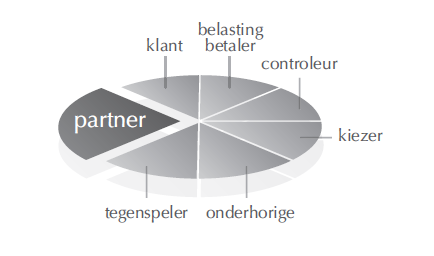 belasting
klant betaler
controleur
partner
kiezer
tegenspeler onderhorige